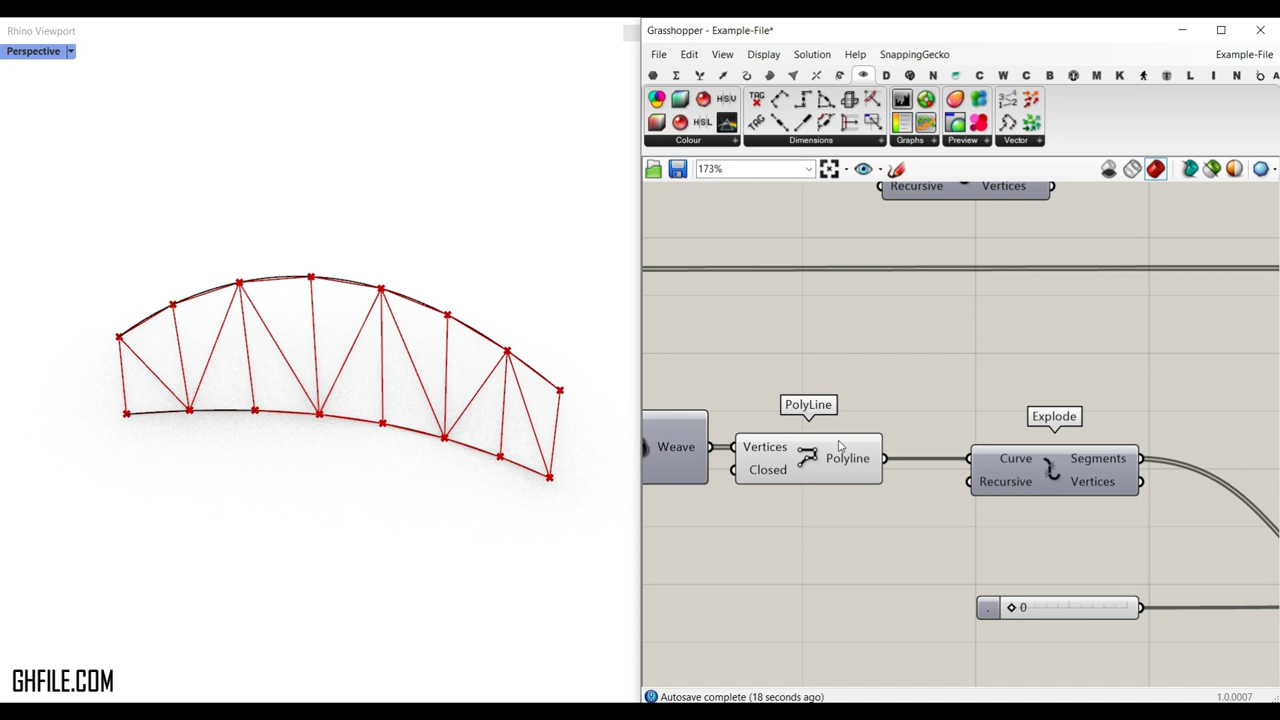 Rhino Viewport
Perspective
Grasshopper - Example-File*
File Edit View Display Solution Help SnappingGecko Example-File
D N C W C B M K L I N A
TAG HSV
TAG HSL
Colour Dimensions Graphs Preview Vector
173%
Recursive Vertices
PolyLine
Explode
Weave Vertices Polyline Curve Segments
Closed Recursive Vertices
0
GHFILE.COM
Autosave complete (18 seconds ago) 1.0.0007